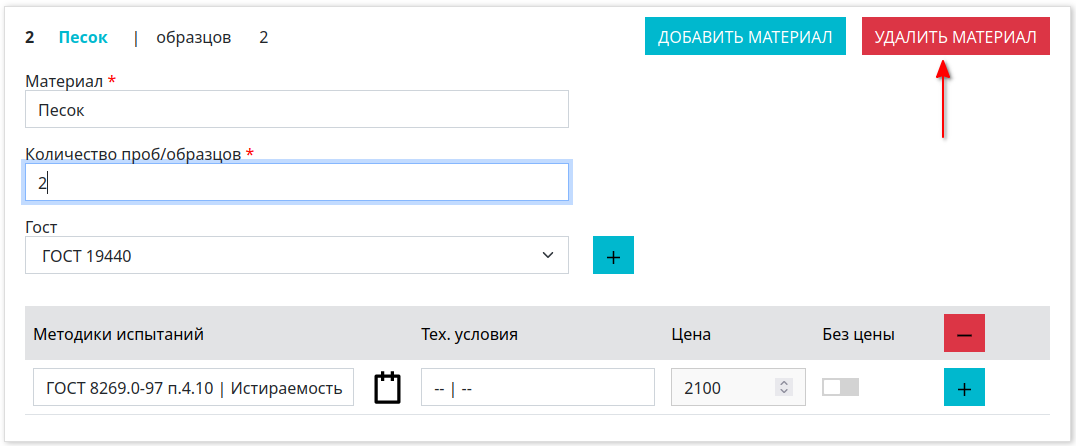 2 Песок | образцов 2 ДОБАВИТЬ МАТЕРИАЛ УДАЛИТЬ МАТЕРИАЛ
Материал *
Песок
Количество проб/образцов *
2
Гост
ГОСТ 19440 +
Методики испытаний Тех. условия Цена Без цены −
ГОСТ 8269.0-97 п.4.10 | Истираемость -- | -- 2100 +